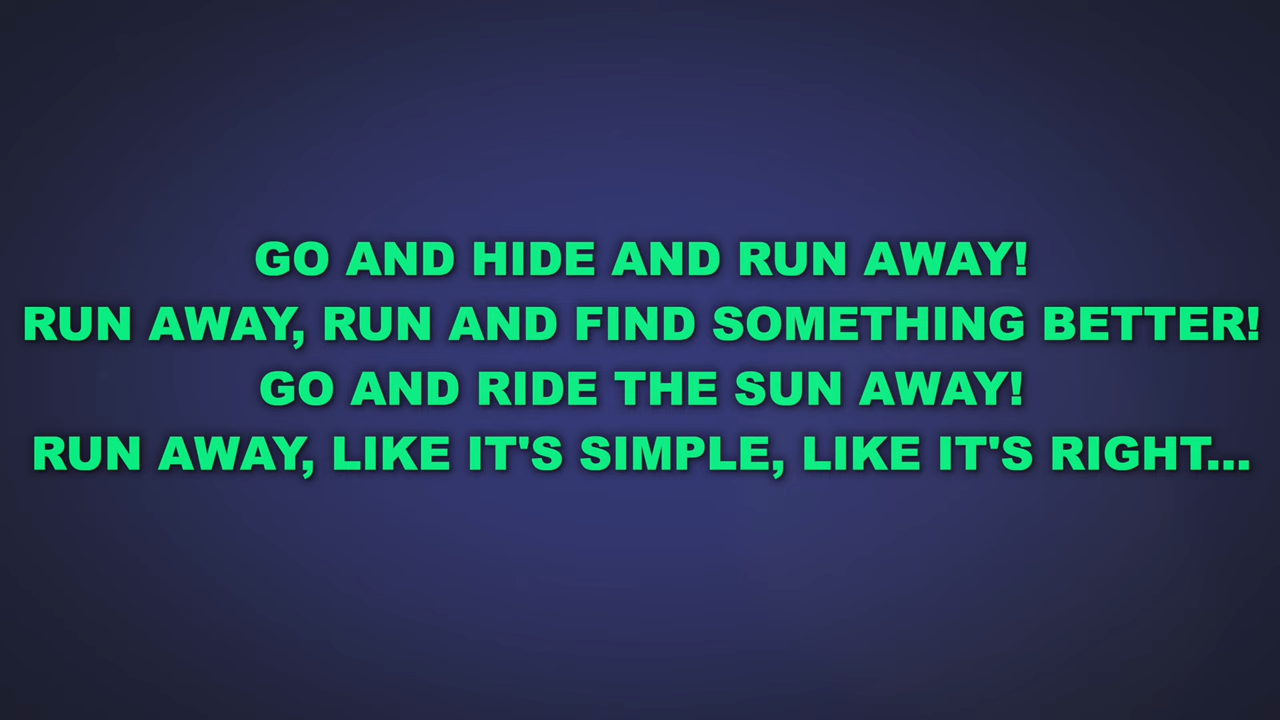 GO AND HIDE AND RUN AWAY!
RUN AWAY, RUN AND FIND SOMETHING BETTER!
GO AND RIDE THE SUN AWAY!
RUN AWAY, LIKE IT'S SIMPLE, LIKE IT'S RIGHT...